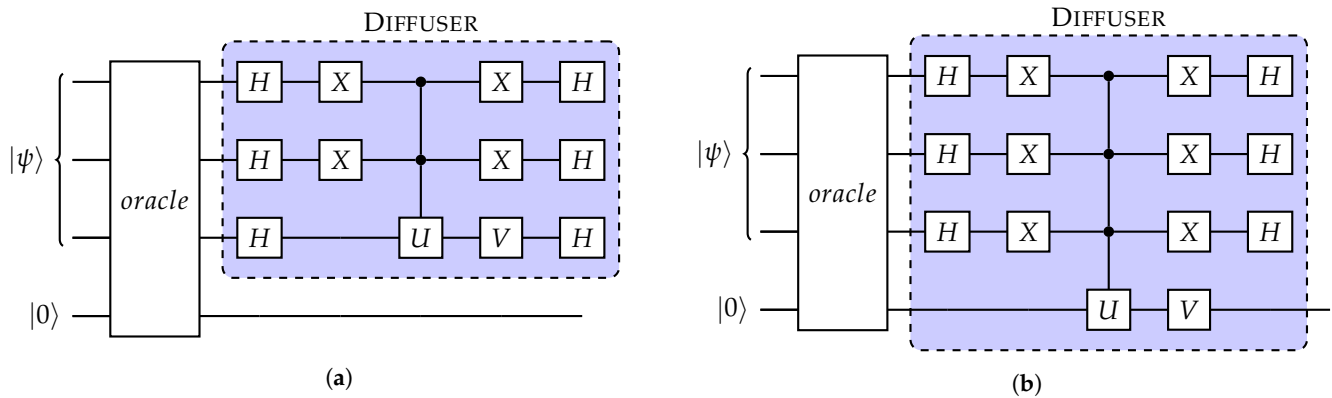 DIFFUSER
H X X H
|ψ⟩ H X X H
oracle
H U V H
|0⟩
(a)
DIFFUSER
H X X H
|ψ⟩ H X X H
oracle
H X X H
|0⟩ U V
(b)